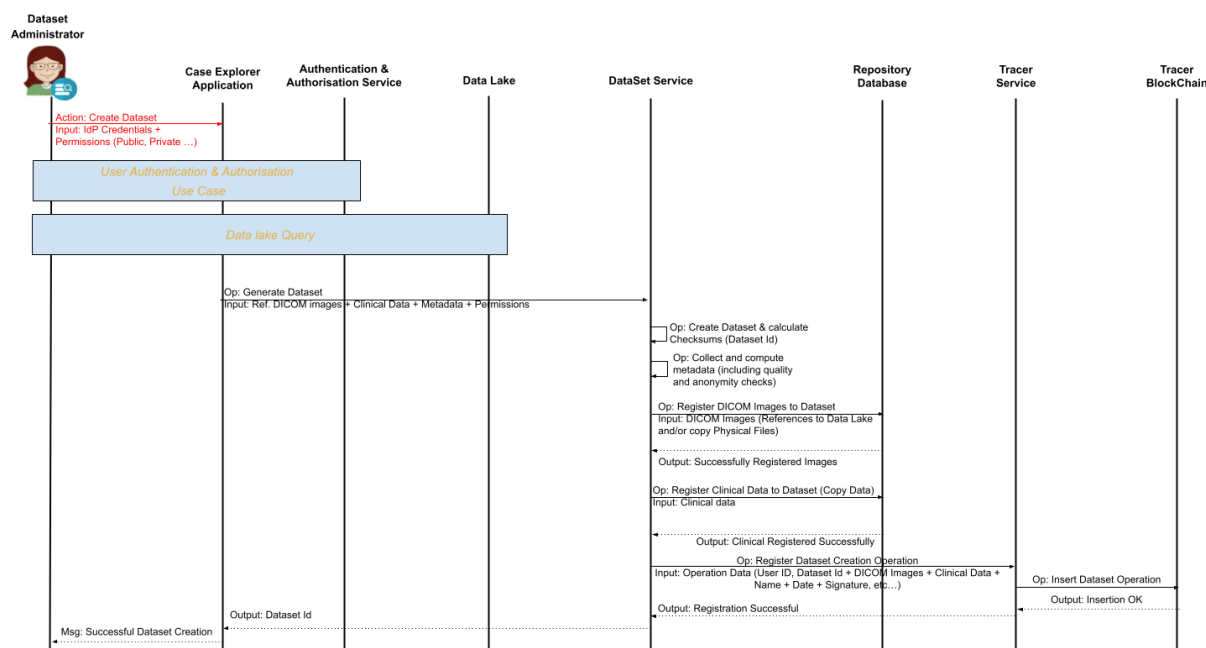 Dataset
Administrator
Case Explorer
Application
Authentication &
Authorisation Service
Data Lake
DataSet Service
Repository
Database
Tracer
Service
Tracer
BlockChain
Action: Create Dataset
Input: IdP Credentials +
Permissions (Public, Private …)
User Authentication & Authorisation
Use Case
Data lake Query
Op: Generate Dataset
Input: Ref. DICOM images + Clinical Data + Metadata + Permissions
Op: Create Dataset & calculate
Checksums (Dataset Id)
Op: Collect and compute
metadata (including quality
and anonymity checks)
Op: Register DICOM Images to Dataset
Input: DICOM Images (References to Data Lake
and/or copy Physical Files)
Output: Successfully Registered Images
Op: Register Clinical Data to Dataset (Copy Data)
Input: Clinical data
Output: Clinical Registered Successfully
Op: Register Dataset Creation Operation
Input: Operation Data (User ID, Dataset Id + DICOM Images + Clinical Data +
Name + Date + Signature, etc…)
Op: Insert Dataset Operation
Output: Insertion OK
Output: Registration Successful
Output: Dataset Id
Msg: Successful Dataset Creation